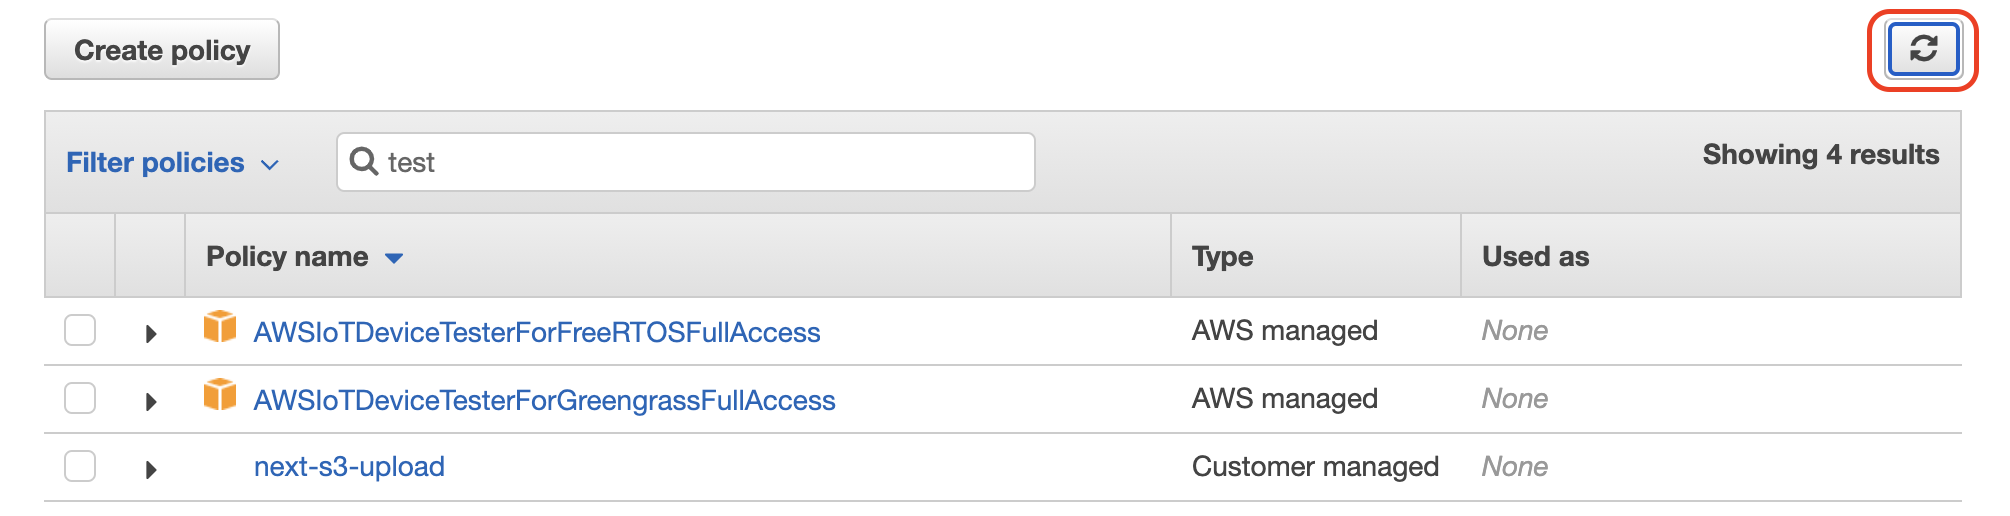 Create policy
Filter policies test Showing 4 results
Policy name Type Used as
AWSIoTDeviceTesterForFreeRTOSFullAccess AWS managed None
AWSIoTDeviceTesterForGreengrassFullAccess AWS managed None
next-s3-upload Customer managed None